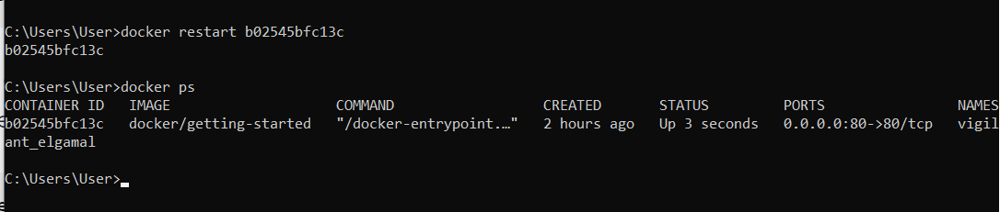 C:\Users\User>docker restart b02545bfc13c
b02545bfc13c
C:\Users\User>docker ps
CONTAINER ID   IMAGE                    COMMAND                  CREATED       STATUS         PORTS                NAMES
b02545bfc13c   docker/getting-started   "/docker-entrypoint.…"   2 hours ago   Up 3 seconds   0.0.0.0:80->80/tcp   vigil
ant_elgamal
C:\Users\User>